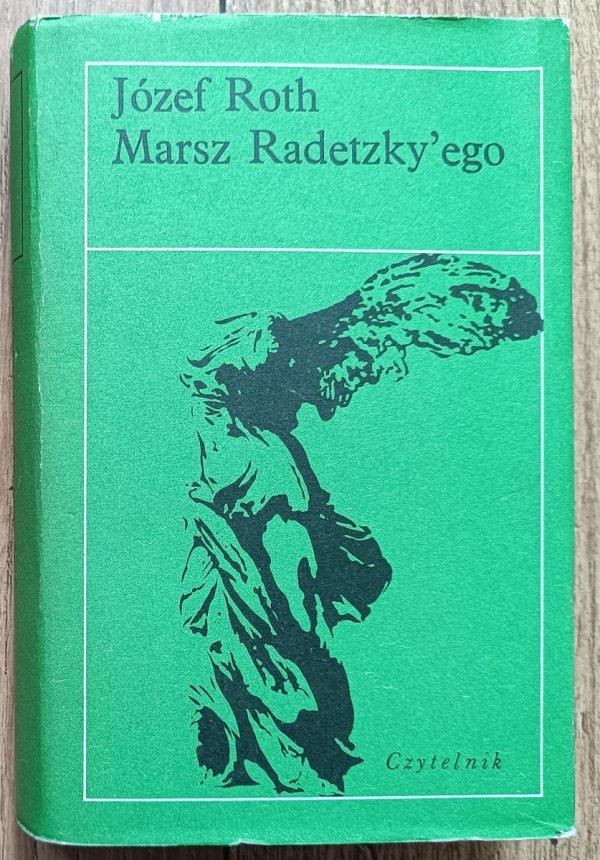 Józef Roth
Marsz Radetzky'ego
Czytelnik